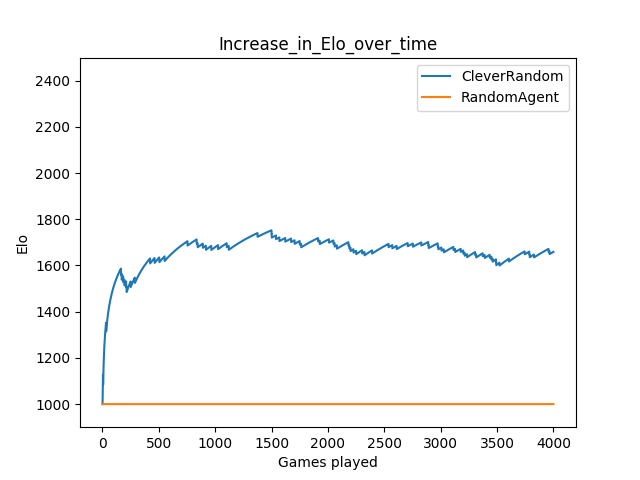 Increase_in_Elo_over_time
CleverRandom
RandomAgent
2400
2200
2000
1800
1600
1400
1200
1000
Elo
0 500 1000 1500 2000 2500 3000 3500 4000
Games played